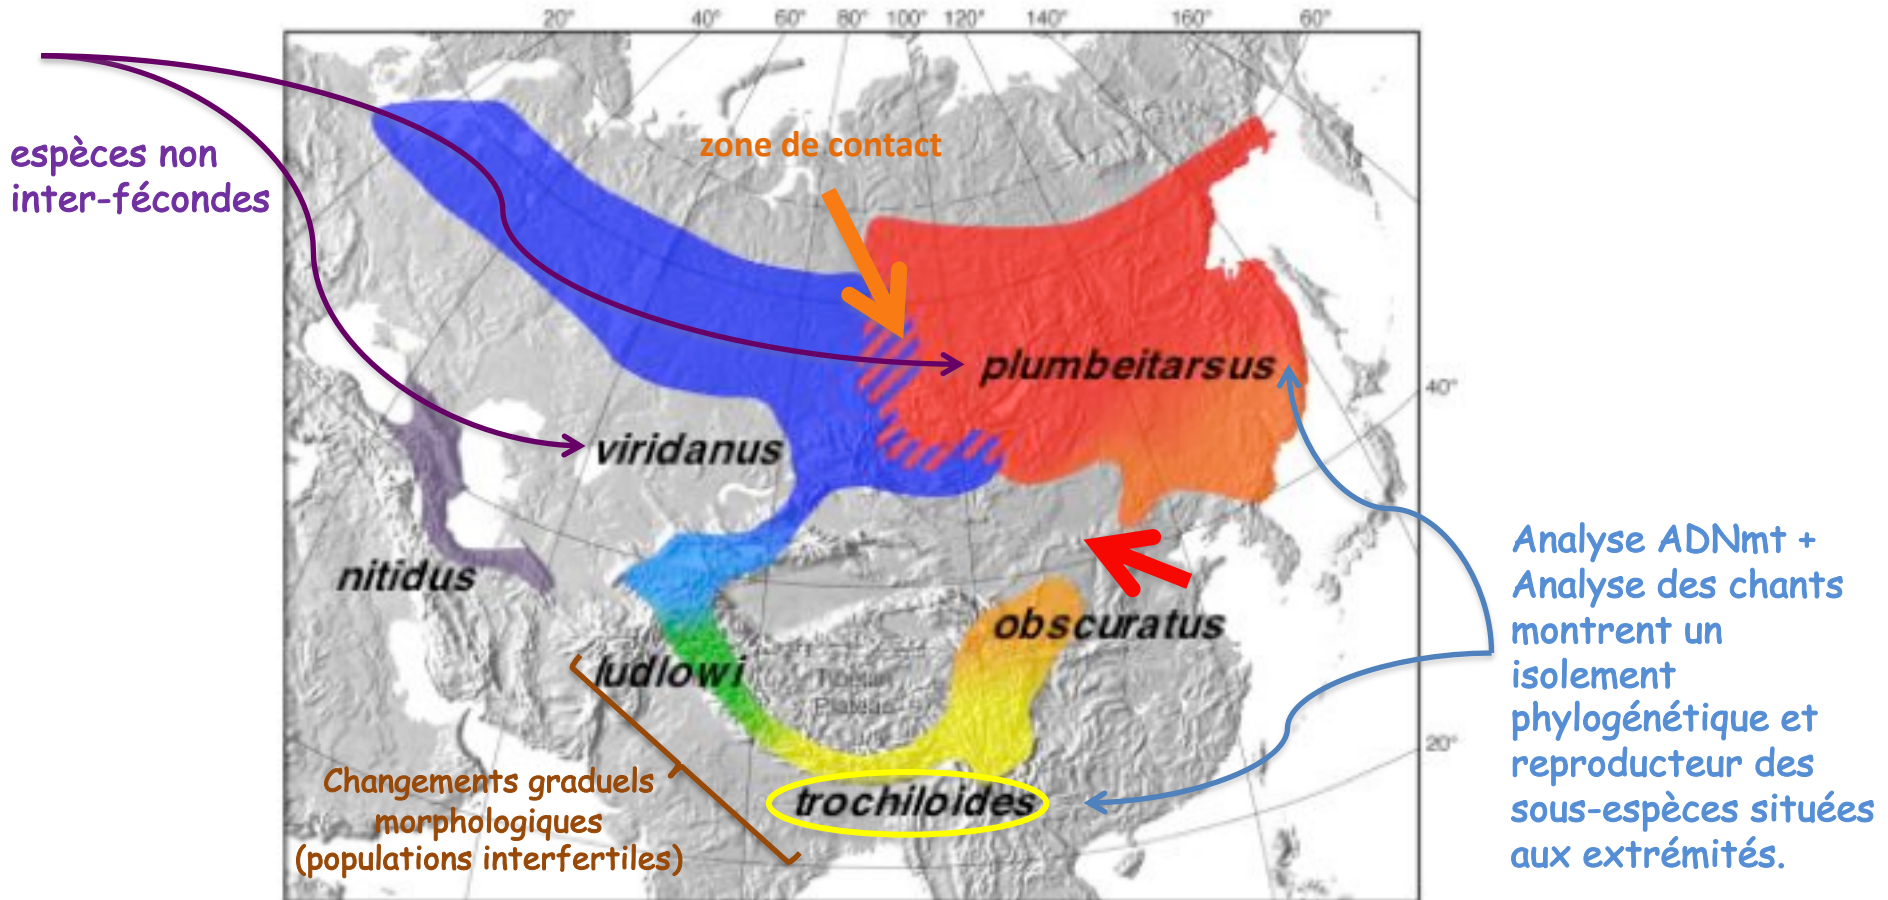 20° 40° 60° 80° 100° 120° 140° 160° 60°
espèces non
inter-fécondes
zone de contact
plumbeitarsus
40°
viridanus
nitidus
obscuratus
ludlowi
Tibetan
Plateau
20°
trochiloides
Changements graduels
morphologiques
(populations interfertiles)
Analyse ADNmt +
Analyse des chants
montrent un
isolement
phylogénétique et
reproducteur des
sous-espèces situées
aux extrémités.